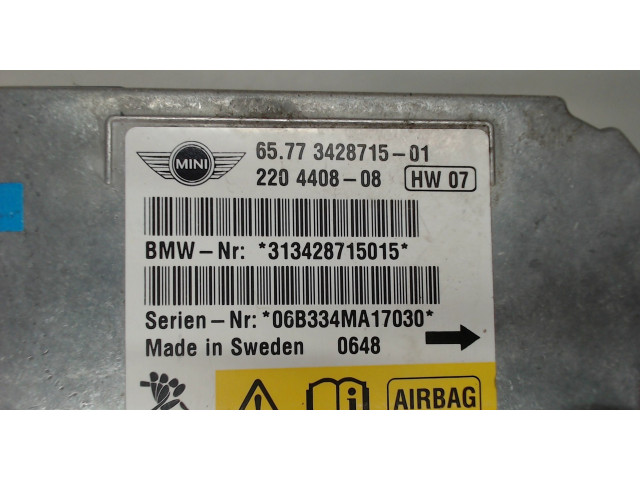 MINI
65.77 3428715-01
220 4408-08 HW 07
BMW-Nr: *313428715015*
Serien-Nr: *06B334MA17030*
Made in Sweden 0648
AIRBAG